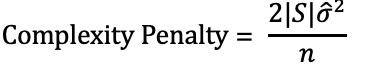 Complexity Penalty = 2|S|σ̂² / n